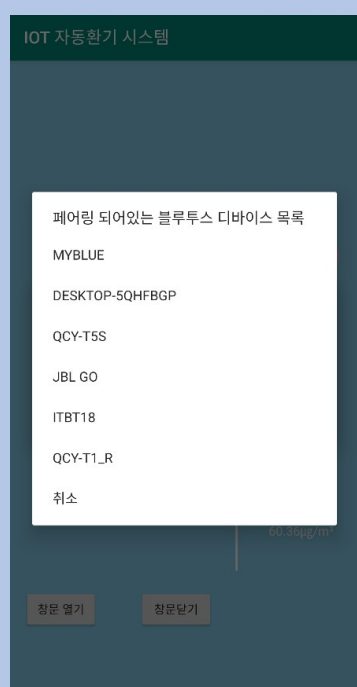 IOT 자동환기 시스템
페어링 되어있는 블루투스 디바이스 목록
MYBLUE
DESKTOP-5QHFBGP
QCY-T5S
JBL GO
ITBT18
QCY-T1_R
취소
60.36µg/m³
창문 열기
창문닫기